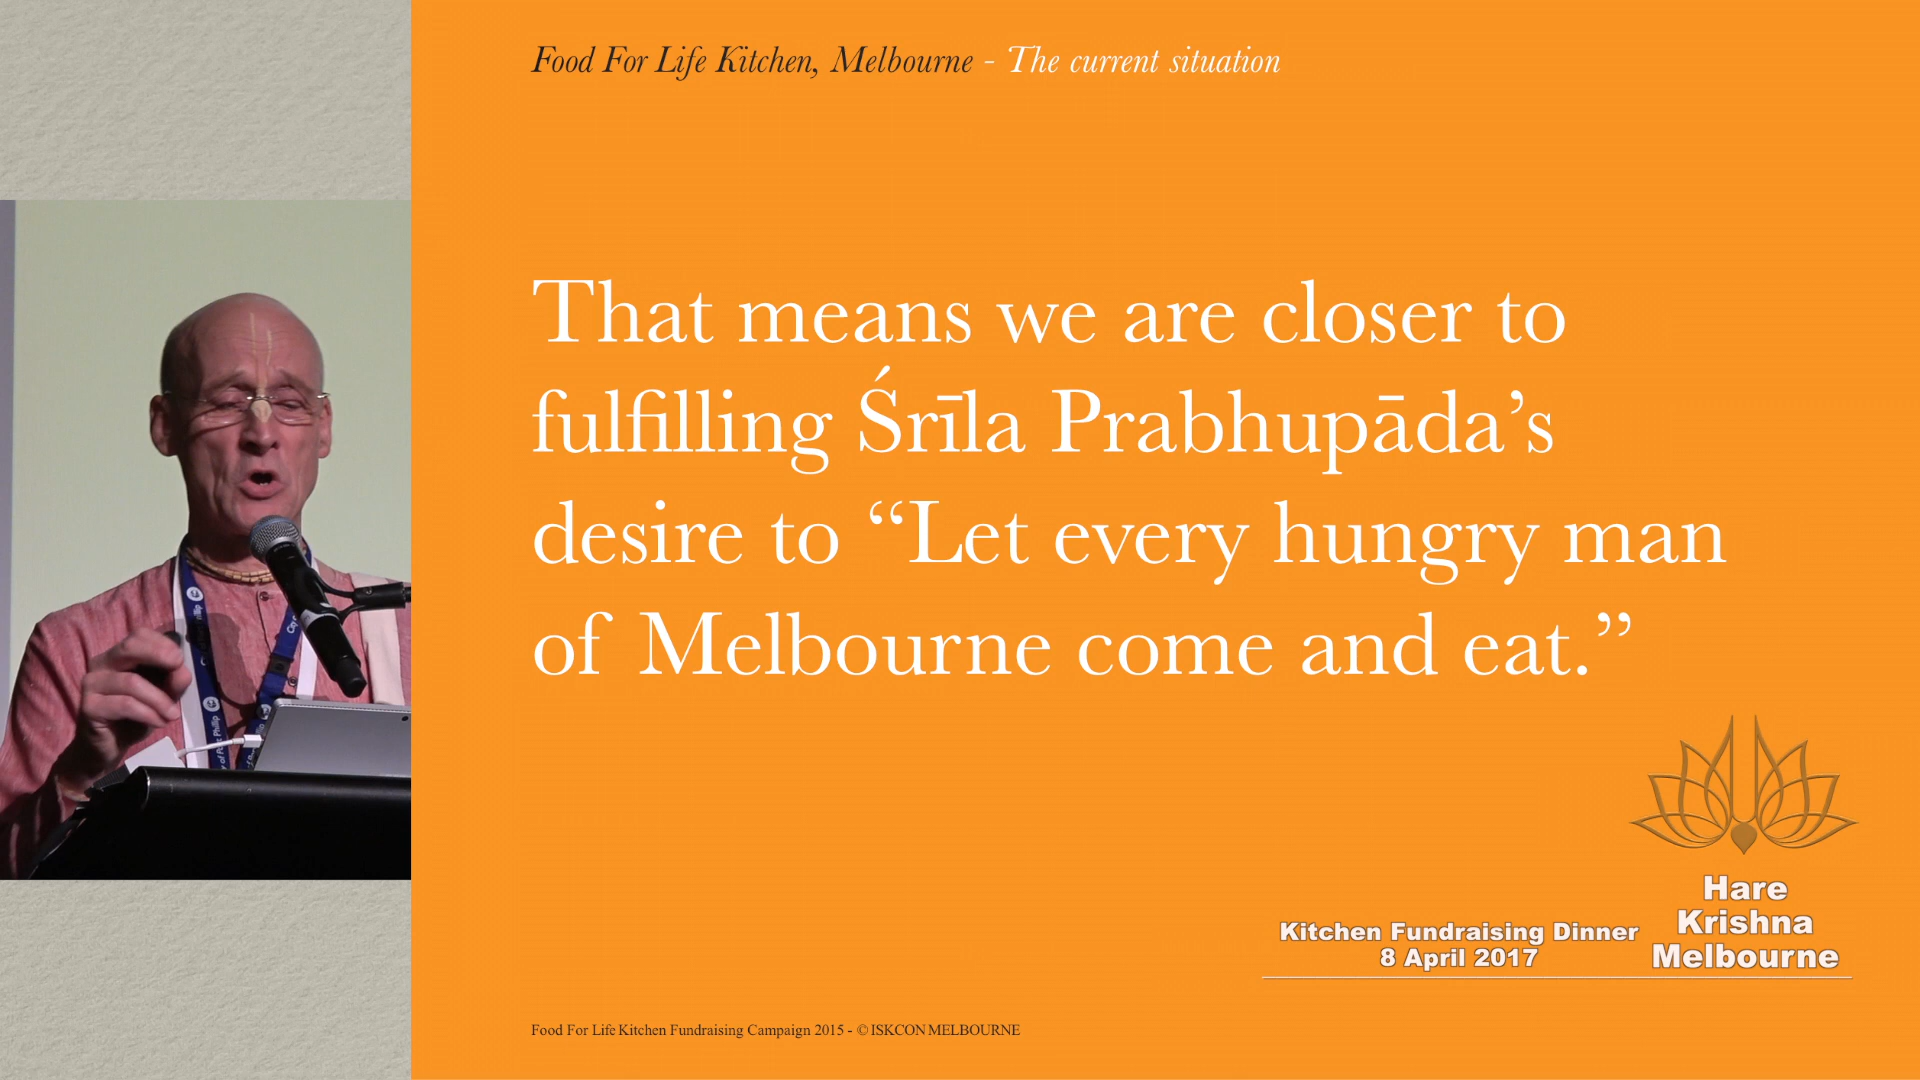 Food For Life Kitchen, Melbourne - The current situation
That means we are closer to
fulfilling Śrīla Prabhupāda’s
desire to “Let every hungry man
of Melbourne come and eat.”
Hare
Krishna
Melbourne
Kitchen Fundraising Dinner
8 April 2017
Food For Life Kitchen Fundraising Campaign 2015 - © ISKCON MELBOURNE